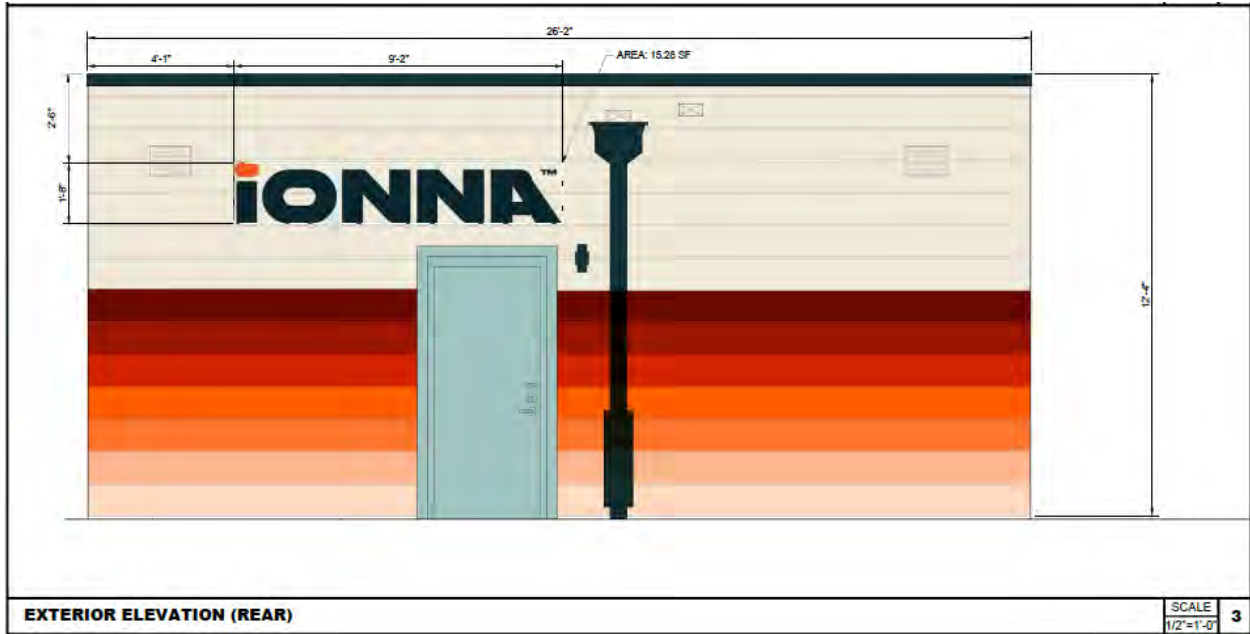 26'-2"
4'-1"
9'-2"
AREA: 15.28 SF
2'-6"
1'-8"
iONNA™
12'-4"
EXTERIOR ELEVATION (REAR)
SCALE
1/2"=1'-0"
3